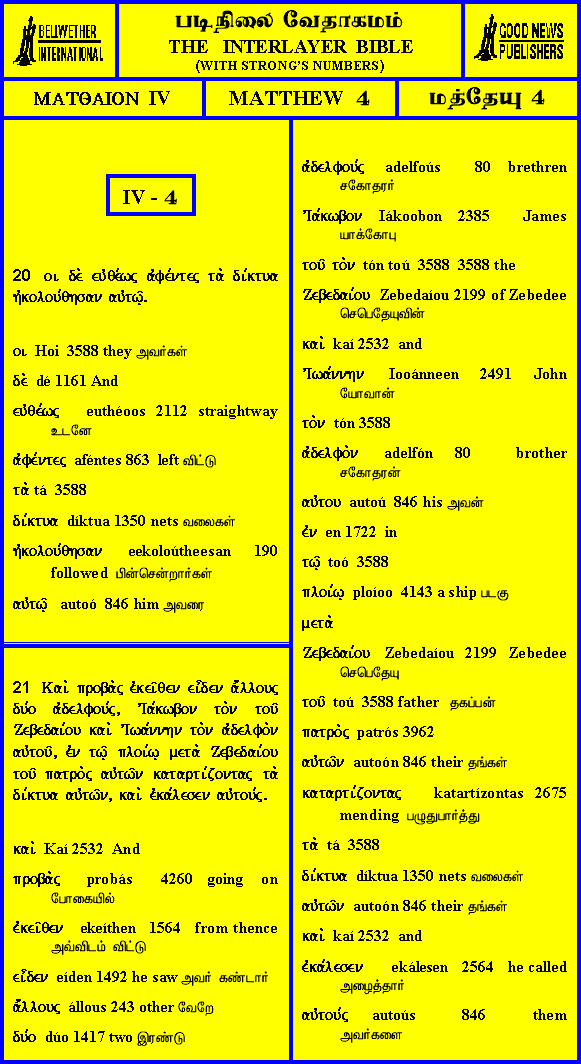 BELLWETHER
INTERNATIONAL
படிநிலை வேதாகமம்
THE INTERLAYER BIBLE
(WITH STRONG'S NUMBERS)
GOOD NEWS
PUBLISHERS
ΜΑΤΘΑΙΟΝ IV
MATTHEW 4
மத்தேயு 4
IV - 4
20 οι δὲ εὐθέως ἀφέντες τὰ δίκτυα
ἠκολούθησαν αὐτῷ.
οι Hoi 3588 they அவர்கள்
δὲ dé 1161 And
εὐθέως euthéoos 2112 straightway
உடனே
ἀφέντες aféntes 863 left விட்டு
τὰ tá 3588
δίκτυα díktua 1350 nets வலைகள்
ἠκολούθησαν eekoloútheesan 190
followed பின்சென்றார்கள்
αὐτῷ autoó 846 him அவரை
21 Καὶ προβὰς ἐκεῖθεν εἶδεν ἄλλους
δύο ἀδελφούς, Ἰάκωβον τὸν τοῦ
Ζεβεδαίου καὶ Ἰωάννην τὸν ἀδελφὸν
αὐτοῦ, ἐν τῷ πλοίῳ μετὰ Ζεβεδαίου
τοῦ πατρὸς αὐτῶν καταρτίζοντας τὰ
δίκτυα αὐτῶν, καὶ ἐκάλεσεν αὐτούς.
καὶ Kaí 2532 And
προβὰς probás 4260 going on
போகையில்
ἐκεῖθεν ekeíthen 1564 from thence
அவ்விடம் விட்டு
εἶδεν eíden 1492 he saw அவர் கண்டார்
ἄλλους állous 243 other வேறே
δύο dúo 1417 two இரண்டு
ἀδελφούς adelfoús 80 brethren
சகோதரர்
Ἰάκωβον Iákoobon 2385 James
யாக்கோபு
τοῦ τὸν tón toú 3588 3588 the
Ζεβεδαίου Zebedaíou 2199 of Zebedee
செபெதேயுவின்
καὶ kaí 2532 and
Ἰωάννην Iooánneen 2491 John
யோவான்
τὸν tón 3588
ἀδελφὸν adelfón 80 brother
சகோதரன்
αὐτου autoú 846 his அவன்
ἐν en 1722 in
τῷ toó 3588
πλοίῳ ploíoo 4143 a ship படகு
μετὰ
Ζεβεδαίου Zebedaíou 2199 Zebedee
செபெதேயு
τοῦ toú 3588 father தகப்பன்
πατρὸς patrós 3962
αὐτῶν autoón 846 their தங்கள்
καταρτίζοντας katartízontas 2675
mending பழுதுபார்த்து
τὰ tá 3588
δίκτυα díktua 1350 nets வலைகள்
αὐτῶν autoón 846 their தங்கள்
καὶ kaí 2532 and
ἐκάλεσεν ekálesen 2564 he called
அழைத்தார்
αὐτούς autoús 846 them
அவர்களை